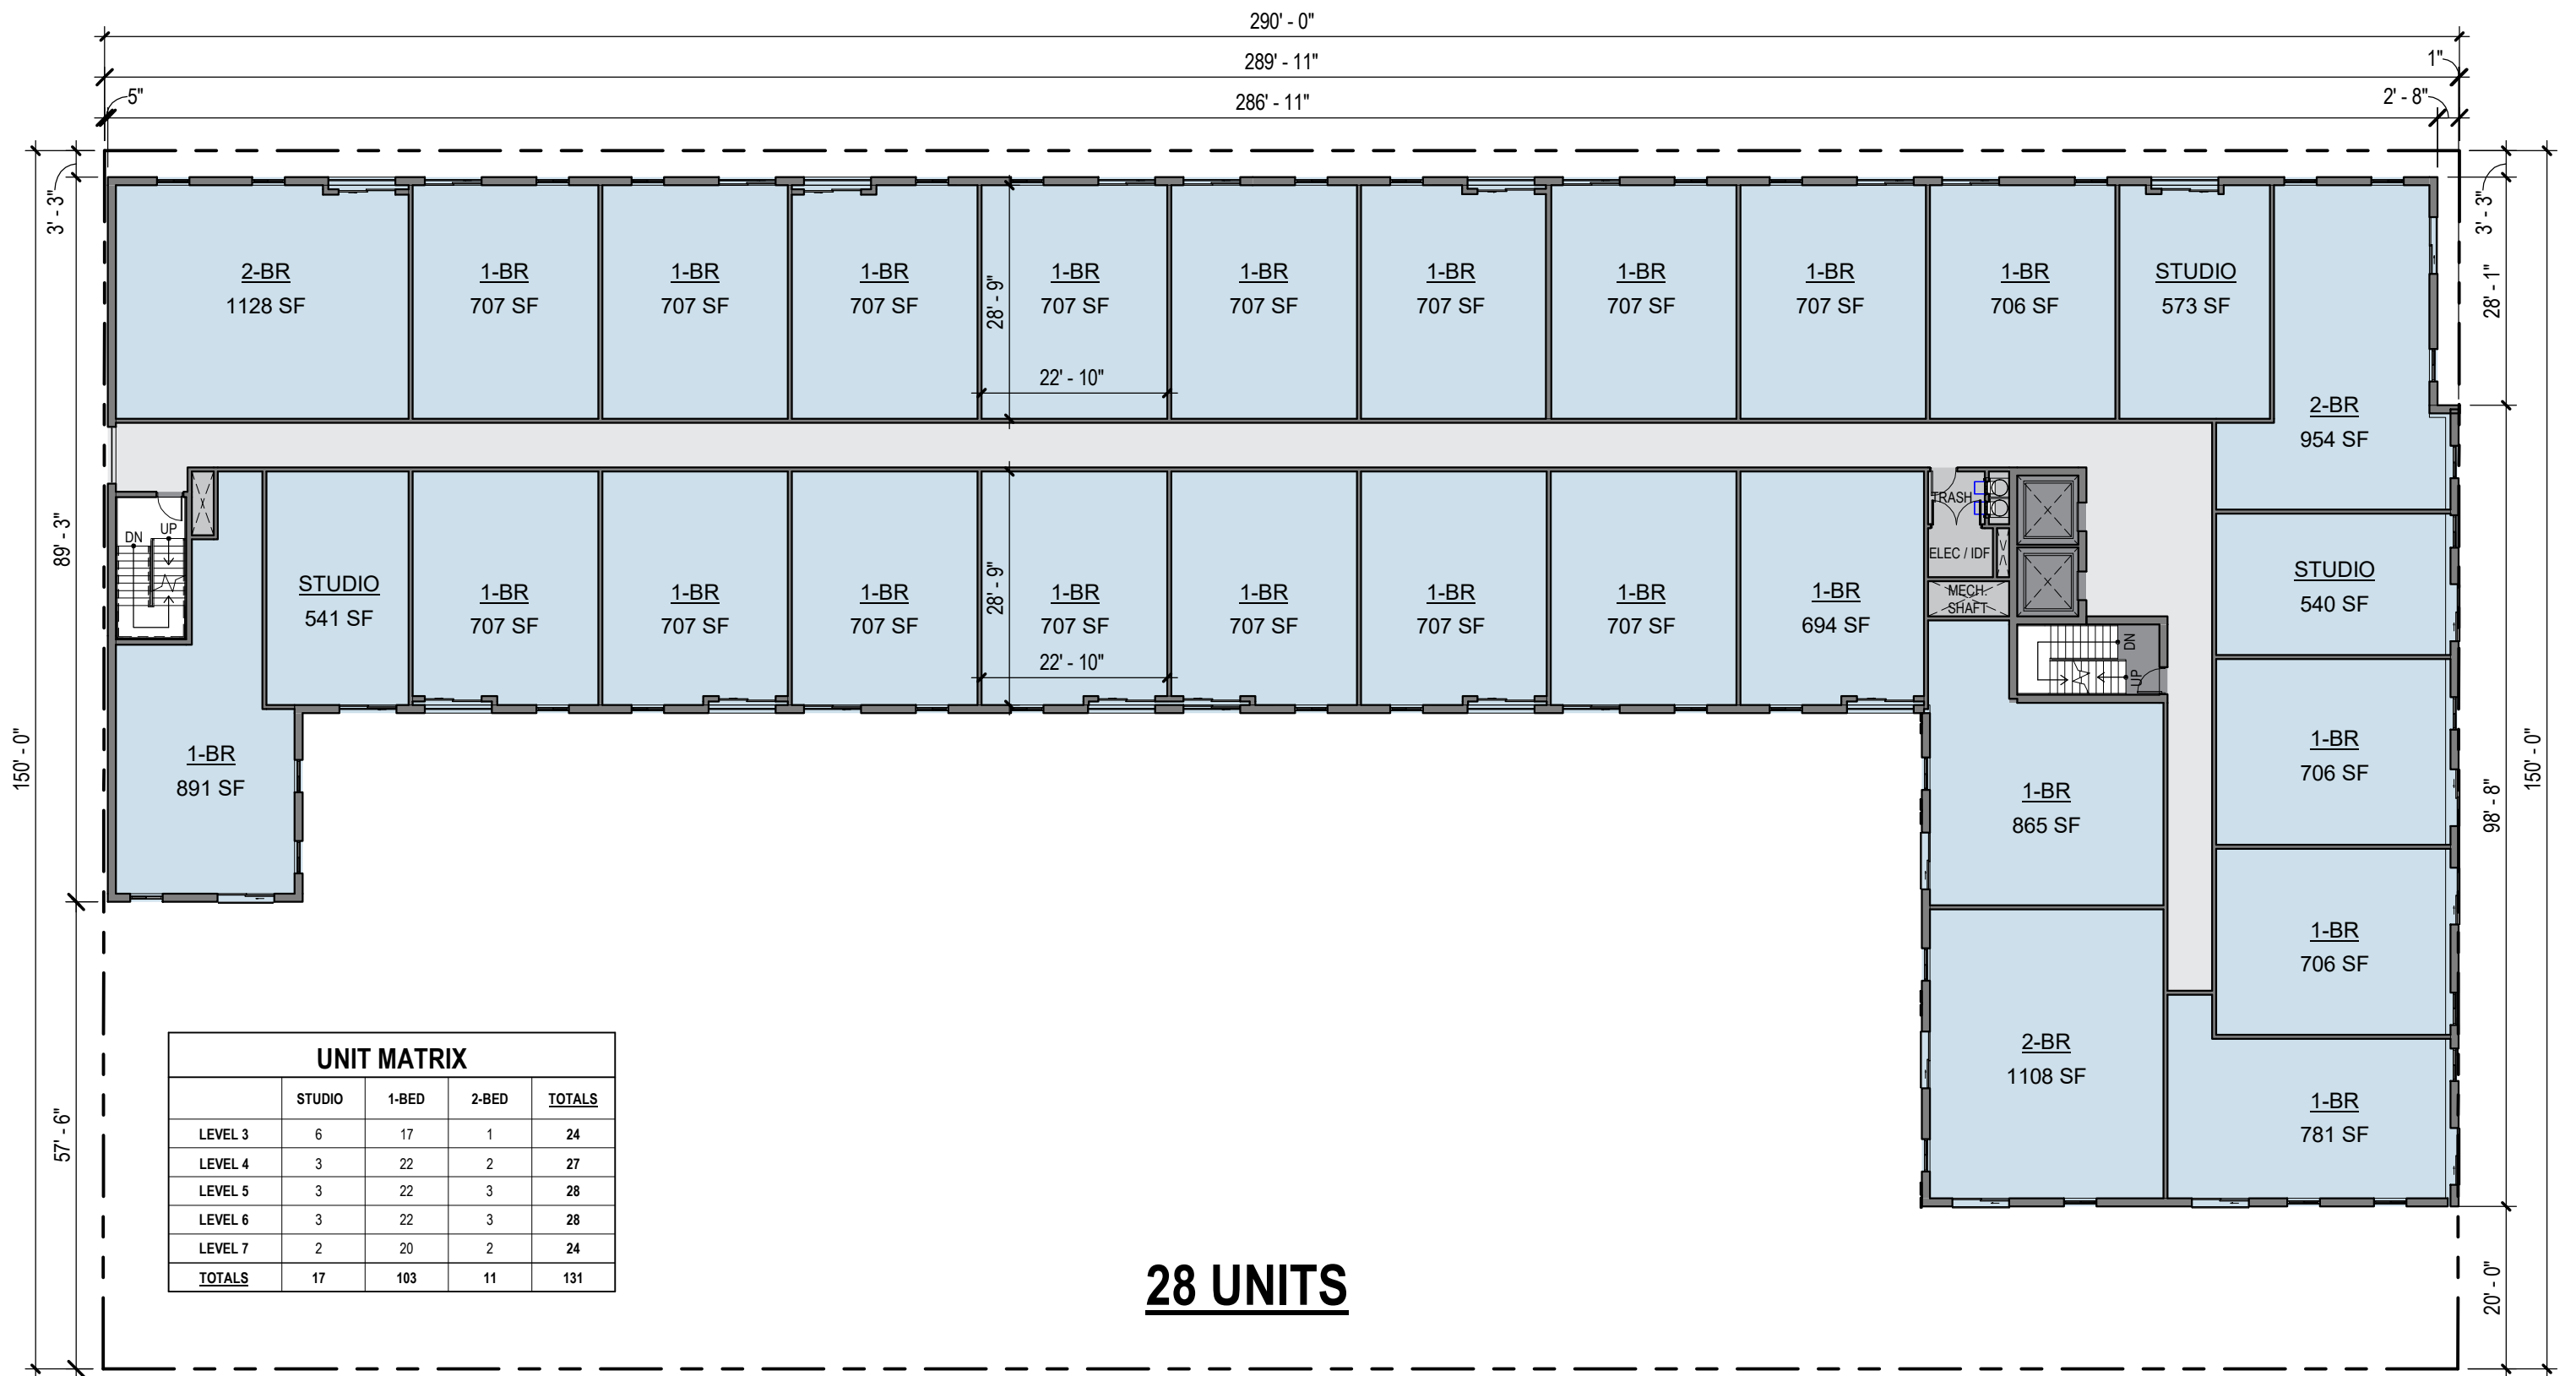 290' - 0"
289' - 11"
1"
5"
286' - 11"
2' - 8"
3' - 3"
89' - 3"
150' - 0"
57' - 6"
3' - 3"
28' - 1"
98' - 8"
150' - 0"
20' - 0"
2-BR
1128 SF
1-BR
707 SF
1-BR
707 SF
1-BR
707 SF
28' - 9"
1-BR
707 SF
22' - 10"
1-BR
707 SF
1-BR
707 SF
1-BR
707 SF
1-BR
707 SF
1-BR
706 SF
STUDIO
573 SF
2-BR
954 SF
DN
UP
1-BR
891 SF
STUDIO
541 SF
1-BR
707 SF
1-BR
707 SF
1-BR
707 SF
28' - 9"
1-BR
707 SF
22' - 10"
1-BR
707 SF
1-BR
707 SF
1-BR
707 SF
1-BR
694 SF
TRASH
ELEC / IDF
MECH.
SHAFT
DN
UP
STUDIO
540 SF
1-BR
706 SF
1-BR
865 SF
1-BR
706 SF
2-BR
1108 SF
1-BR
781 SF
UNIT MATRIX
STUDIO 1-BED 2-BED TOTALS
LEVEL 3 6 17 1 24
LEVEL 4 3 22 2 27
LEVEL 5 3 22 3 28
LEVEL 6 3 22 3 28
LEVEL 7 2 20 2 24
TOTALS 17 103 11 131
28 UNITS